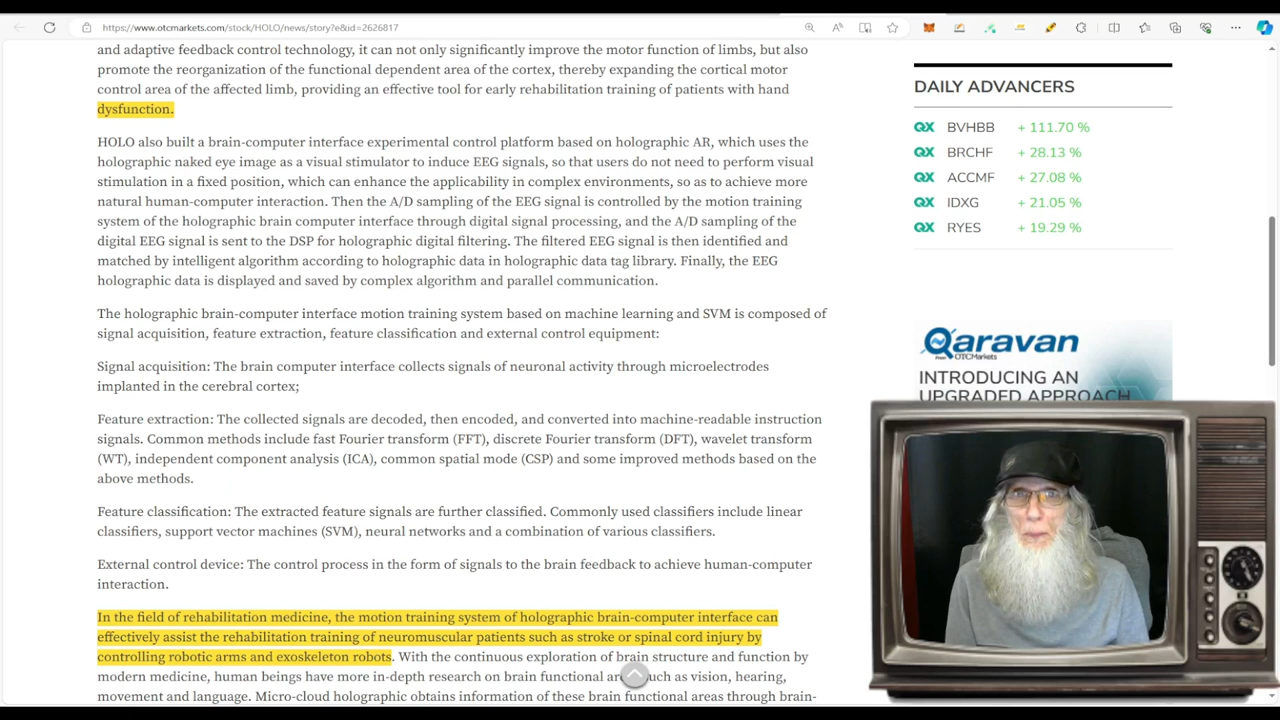 https://www.otcmarkets.com/stock/HOLO/news/story?e&id=2626817
and adaptive feedback control technology, it can not only significantly improve the motor function of limbs, but also
promote the reorganization of the functional dependent area of the cortex, thereby expanding the cortical motor
control area of the affected limb, providing an effective tool for early rehabilitation training of patients with hand
dysfunction.
HOLO also built a brain-computer interface experimental control platform based on holographic AR, which uses the
holographic naked eye image as a visual stimulator to induce EEG signals, so that users do not need to perform visual
stimulation in a fixed position, which can enhance the applicability in complex environments, so as to achieve more
natural human-computer interaction. Then the A/D sampling of the EEG signal is controlled by the motion training
system of the holographic brain computer interface through digital signal processing, and the A/D sampling of the
digital EEG signal is sent to the DSP for holographic digital filtering. The filtered EEG signal is then identified and
matched by intelligent algorithm according to holographic data in holographic data tag library. Finally, the EEG
holographic data is displayed and saved by complex algorithm and parallel communication.
The holographic brain-computer interface motion training system based on machine learning and SVM is composed of
signal acquisition, feature extraction, feature classification and external control equipment:
Signal acquisition: The brain computer interface collects signals of neuronal activity through microelectrodes
implanted in the cerebral cortex;
Feature extraction: The collected signals are decoded, then encoded, and converted into machine-readable instruction
signals. Common methods include fast Fourier transform (FFT), discrete Fourier transform (DFT), wavelet transform
(WT), independent component analysis (ICA), common spatial mode (CSP) and some improved methods based on the
above methods.
Feature classification: The extracted feature signals are further classified. Commonly used classifiers include linear
classifiers, support vector machines (SVM), neural networks and a combination of various classifiers.
External control device: The control process in the form of signals to the brain feedback to achieve human-computer
interaction.
In the field of rehabilitation medicine, the motion training system of holographic brain-computer interface can
effectively assist the rehabilitation training of neuromuscular patients such as stroke or spinal cord injury by
controlling robotic arms and exoskeleton robots. With the continuous exploration of brain structure and function by
modern medicine, human beings have more in-depth research on brain functional such as vision, hearing,
movement and language. Micro-cloud holographic obtains information of these brain functional areas through brain-
DAILY ADVANCERS
QX BVHBB + 111.70 %
QX BRCHF + 28.13 %
QX ACCMF + 27.08 %
QX IDXG + 21.05 %
QX RYES + 19.29 %
Qaravan
From OTCMarkets
INTRODUCING AN
UPGRADED APPROACH